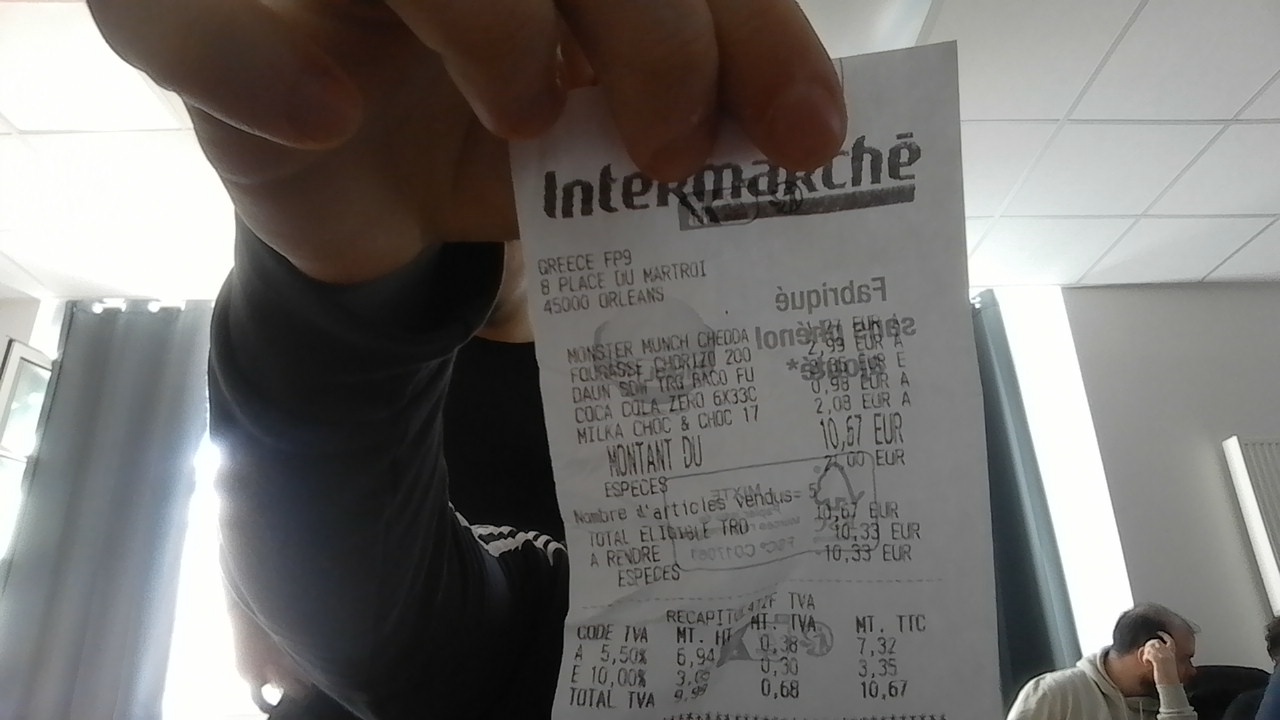 Intermarché
GREECE FP9
8 PLACE DU MARTROI
45000 ORLEANS
Fabriqué
MONSTER MUNCH CHEDDA EUR A
FOURASSE CHORIZO 200 2,99 EUR A
DAUN SDW TRG BACO FU E
COCA COLA ZERO 6X33C 0,98 EUR A
MILKA CHOC & CHOC 17 2,08 EUR A
MONTANT DU 10,67 EUR
ESPECES 21,00 EUR
Nombre d'articles vendus= 5
TOTAL ELIGIBLE TRD 10,67 EUR
A RENDRE 10,33 EUR
ESPECES 10,33 EUR
MIXTE
RECAPITULATIF TVA
CODE TVA MT. HT MT. TVA MT. TTC
A 5,50% 6,94 0,38 7,32
E 10,00% 0,30 3,35
TOTAL TVA 9,99 0,68 10,67